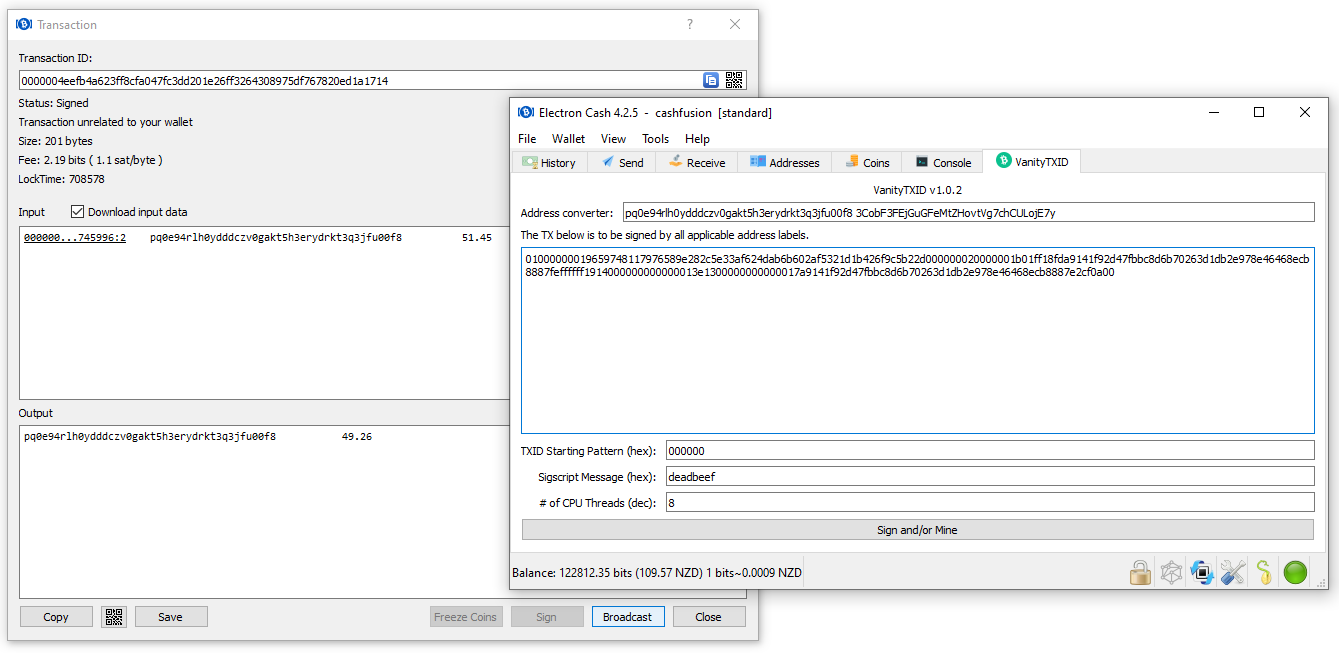 Transaction
Transaction ID:
0000004eefb4a623ff8cfa047fc3dd201e26ff3264308975df767820ed1a1714
Status: Signed
Transaction unrelated to your wallet
Size: 201 bytes
Fee: 2.19 bits ( 1.1 sat/byte )
LockTime: 708578
Input
Download input data
000000...745996:2 pq0e94rlh0ydddczv0gakt5h3erydrkt3q3jfu00f8 51.45
Output
pq0e94rlh0ydddczv0gakt5h3erydrkt3q3jfu00f8 49.26
Copy Save Freeze Coins Sign Broadcast Close
Electron Cash 4.2.5 - cashfusion [standard]
File Wallet View Tools Help
History Send Receive Addresses Coins Console VanityTXID
VanityTXID v1.0.2
Address converter: pq0e94rlh0ydddczv0gakt5h3erydrkt3q3jfu00f8 3CobF3FEjGuGFeMtZHovtVg7chCULojE7y
The TX below is to be signed by all applicable address labels.
01000000019659748117976589e282c5e33af624dab6b602af5321d1b426f9c5b22d000000020000001b01ff18fda9141f92d47fbbc8d6b70263d1db2e978e46468ecb
8887feffffff191400000000000013e130000000000017a9141f92d47fbbc8d6b70263d1db2e978e46468ecb8887e2cf0a00
TXID Starting Pattern (hex): 000000
Sigscript Message (hex): deadbeef
# of CPU Threads (dec): 8
Sign and/or Mine
Balance: 122812.35 bits (109.57 NZD) 1 bits~0.0009 NZD